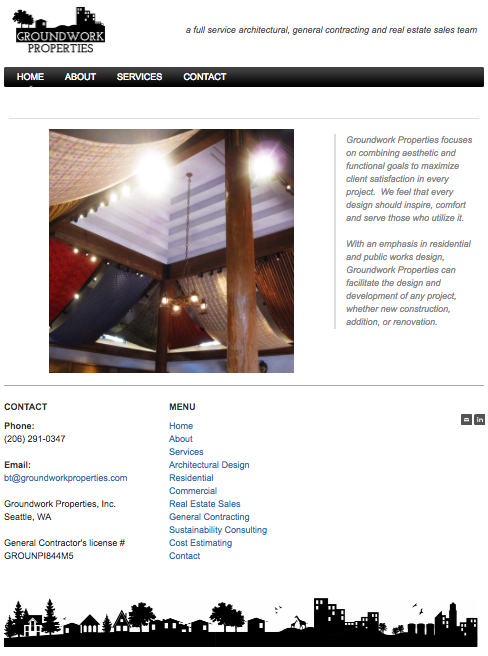 GROUNDWORK
PROPERTIES
a full service architectural, general contracting and real estate sales team
HOME ABOUT SERVICES CONTACT
Groundwork Properties focuses
on combining aesthetic and
functional goals to maximize
client satisfaction in every
project. We feel that every
design should inspire, comfort
and serve those who utilize it.
With an emphasis in residential
and public works design,
Groundwork Properties can
facilitate the design and
development of any project,
whether new construction,
addition, or renovation.
CONTACT
Phone:
(206) 291-0347
Email:
bt@groundworkproperties.com
Groundwork Properties, Inc.
Seattle, WA
General Contractor's license #
GROUNPI844M5
MENU
Home
About
Services
Architectural Design
Residential
Commercial
Real Estate Sales
General Contracting
Sustainability Consulting
Cost Estimating
Contact
in